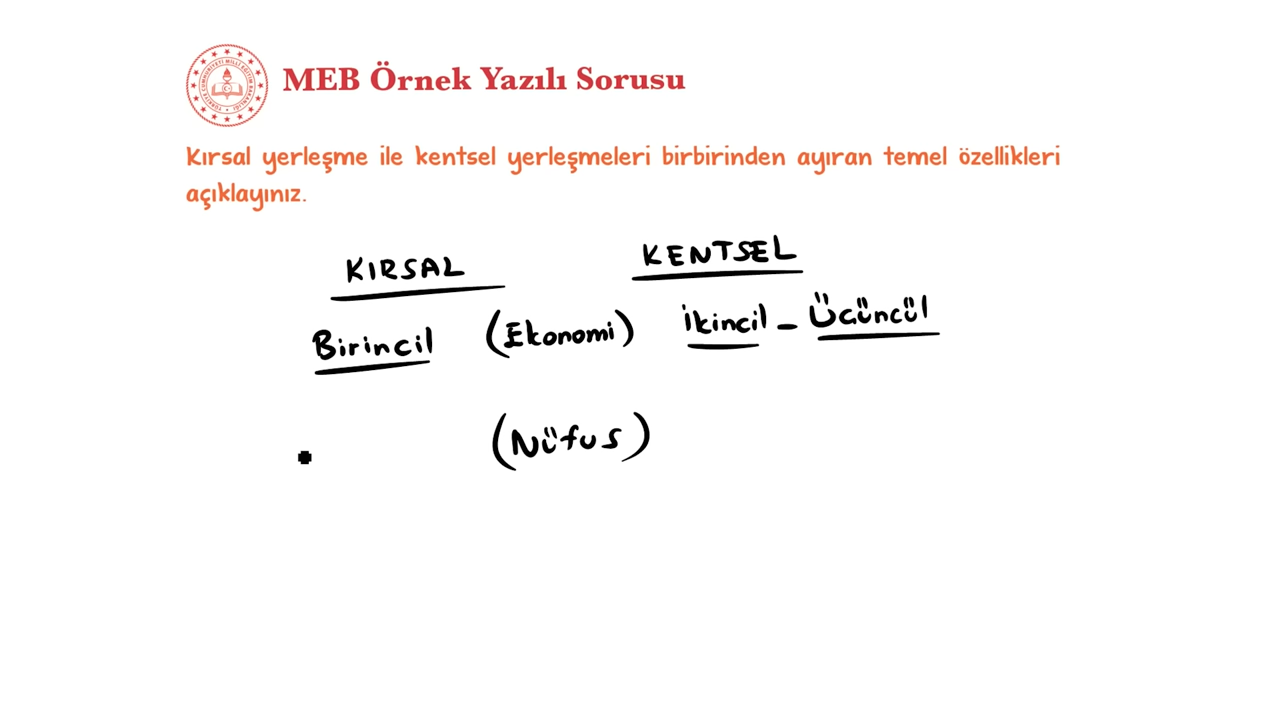 MEB Örnek Yazılı Sorusu
Kırsal yerleşme ile kentsel yerleşmeleri birbirinden ayıran temel özellikleri
açıklayınız.
KIRSAL KENTSEL
Birincil (Ekonomi) İkincil - Üçüncül
(Nüfus)